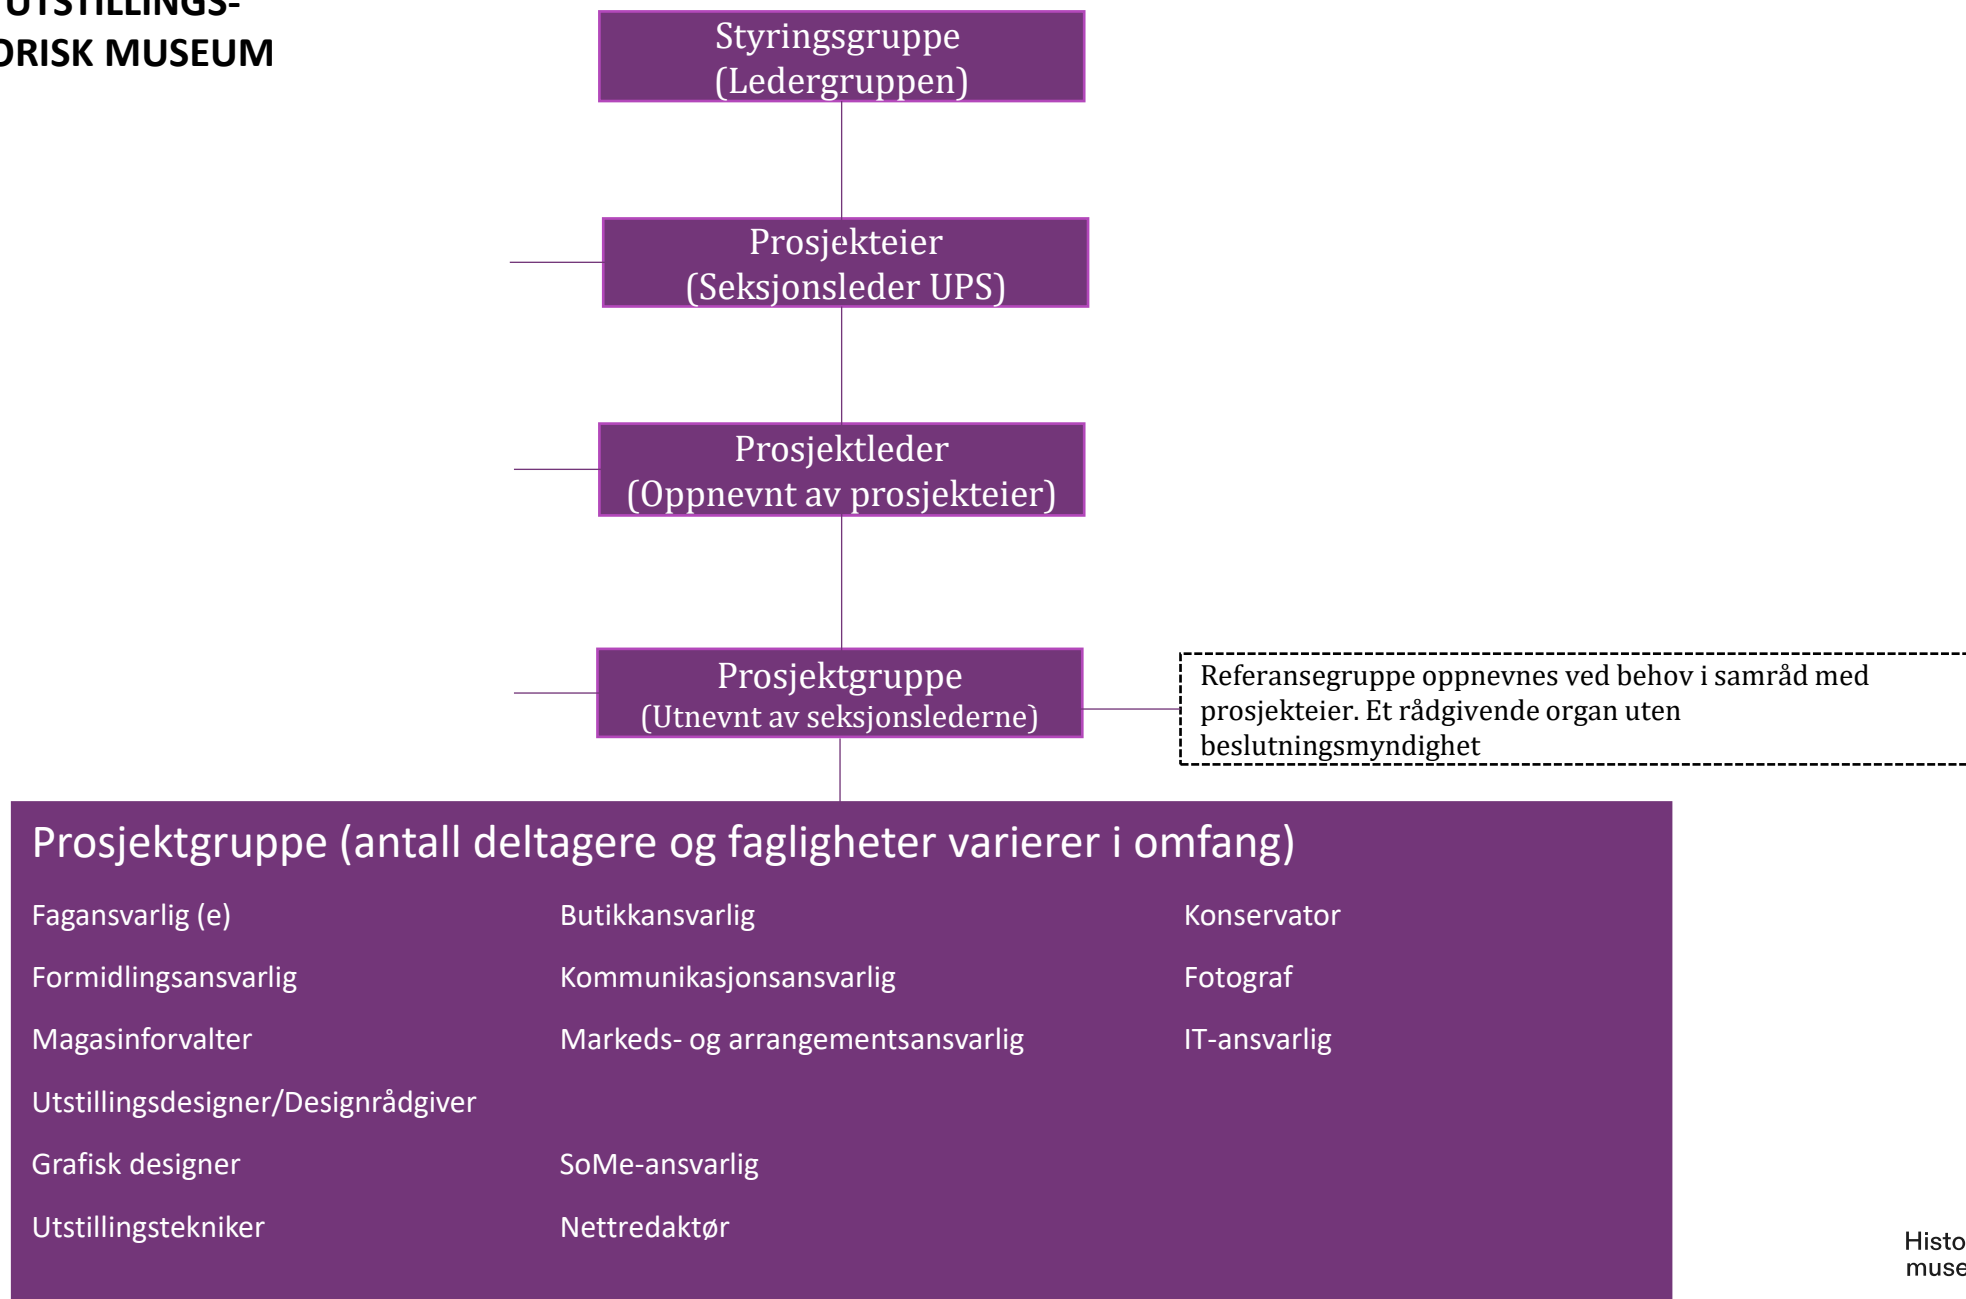 UTSTILLINGS-
ORISK MUSEUM
Styringsgruppe
(Ledergruppen)
Prosjekteier
(Seksjonsleder UPS)
Prosjektleder
(Oppnevnt av prosjekteier)
Prosjektgruppe
(Utnevnt av seksjonslederne)
Referansegruppe oppnevnes ved behov i samråd med
prosjekteier. Et rådgivende organ uten
beslutningsmyndighet
Prosjektgruppe (antall deltagere og fagligheter varierer i omfang)
Fagansvarlig (e)
Formidlingsansvarlig
Magasinforvalter
Utstillingsdesigner/Designrådgiver
Grafisk designer
Utstillingstekniker
Butikkansvarlig
Kommunikasjonsansvarlig
Markeds- og arrangementsansvarlig
SoMe-ansvarlig
Nettredaktør
Konservator
Fotograf
IT-ansvarlig
Histo
muse